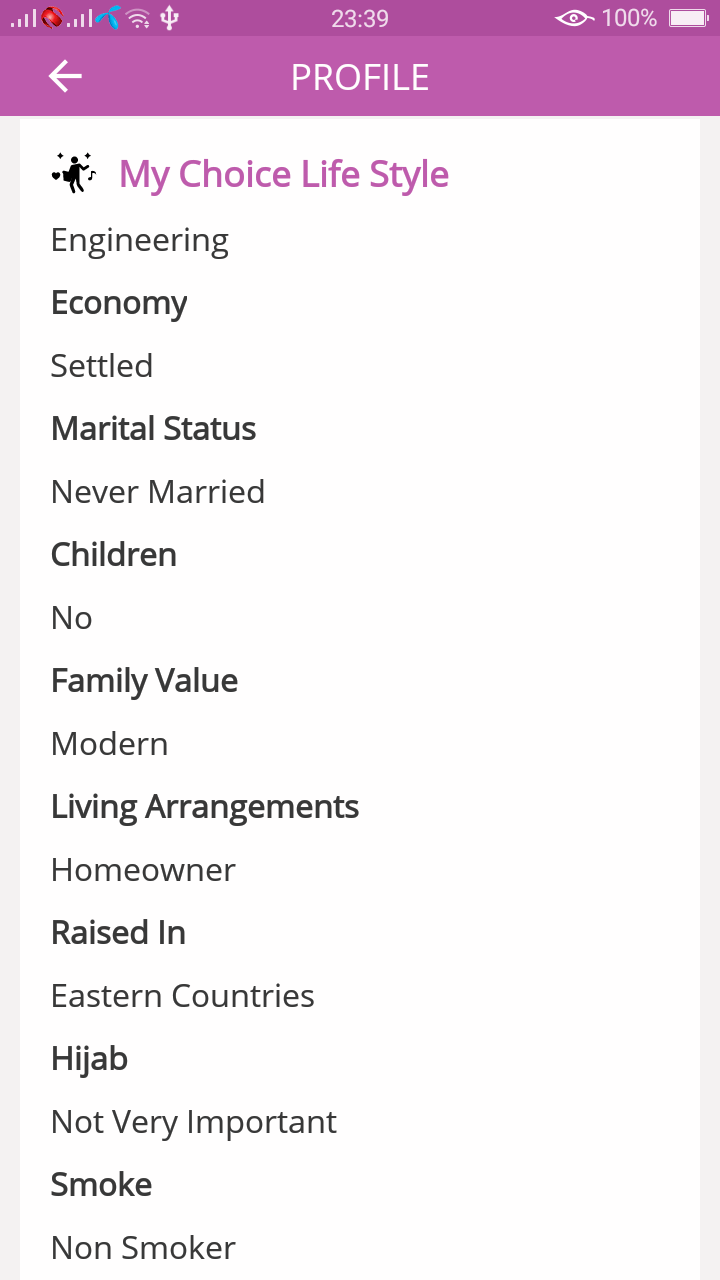 23:39
100%
PROFILE
My Choice Life Style
Engineering
Economy
Settled
Marital Status
Never Married
Children
No
Family Value
Modern
Living Arrangements
Homeowner
Raised In
Eastern Countries
Hijab
Not Very Important
Smoke
Non Smoker